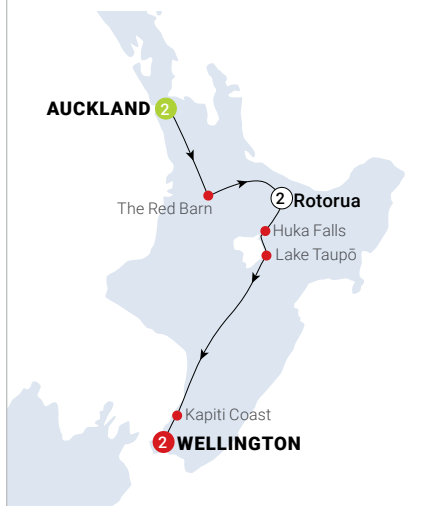 AUCKLAND 2
The Red Barn
2 Rotorua
Huka Falls
Lake Taupō
Kapiti Coast
2 WELLINGTON